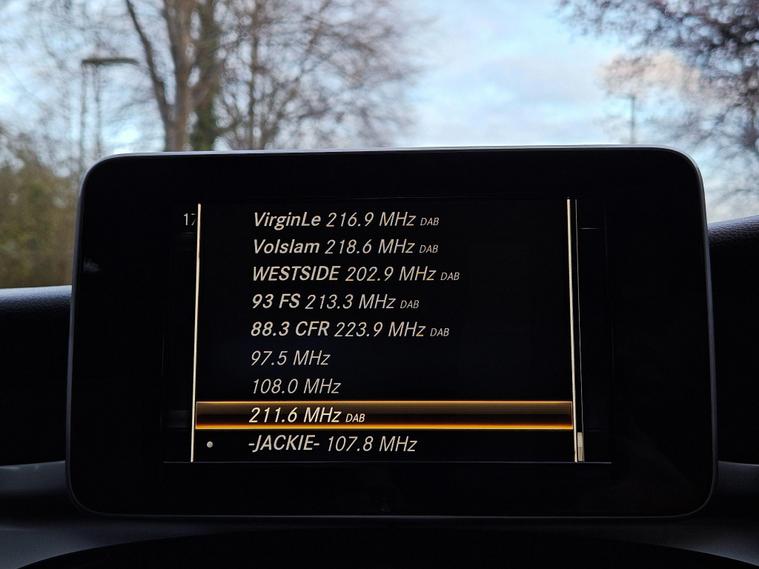 17
VirginLe 216.9 MHz DAB
VoIslam 218.6 MHz DAB
WESTSIDE 202.9 MHz DAB
93 FS 213.3 MHz DAB
88.3 CFR 223.9 MHz DAB
97.5 MHz
108.0 MHz
211.6 MHz DAB
-JACKIE- 107.8 MHz